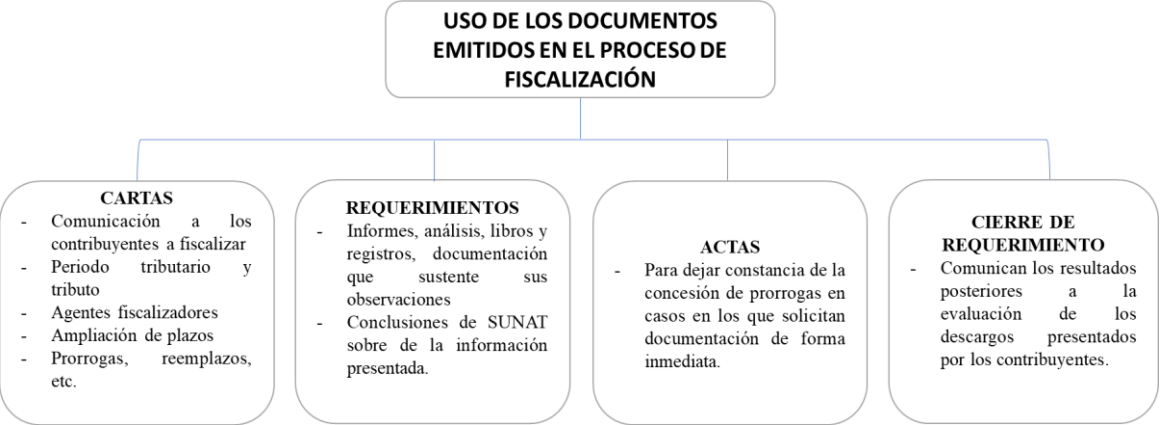 USO DE LOS DOCUMENTOS
EMITIDOS EN EL PROCESO DE
FISCALIZACIÓN
CARTAS
- Comunicación a los
contribuyentes a fiscalizar
- Periodo tributario y
tributo
- Agentes fiscalizadores
- Ampliación de plazos
- Prorrogas, reemplazos,
etc.
REQUERIMIENTOS
- Informes, análisis, libros y
registros, documentación
que sustente sus
observaciones
- Conclusiones de SUNAT
sobre de la información
presentada.
ACTAS
- Para dejar constancia de la
concesión de prorrogas en
casos en los que solicitan
documentación de forma
inmediata.
CIERRE DE
REQUERIMIENTO
- Comunican los resultados
posteriores a la
evaluación de los
descargos presentados
por los contribuyentes.